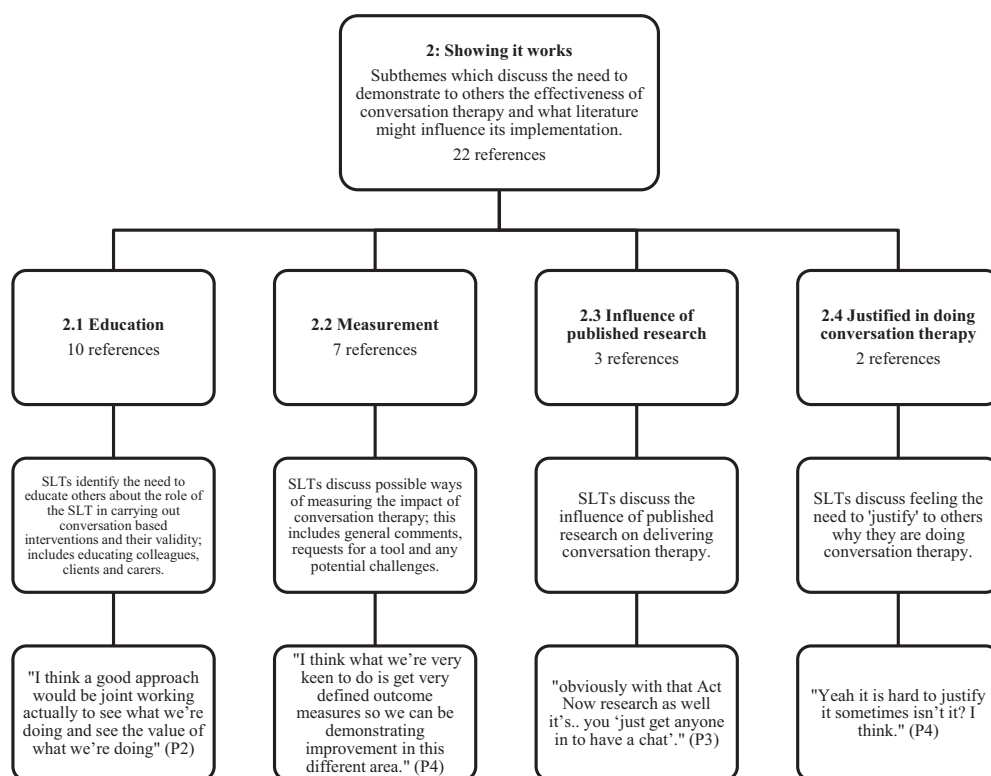 2: Showing it works
Subthemes which discuss the need to
demonstrate to others the effectiveness of
conversation therapy and what literature
might influence its implementation.
22 references
2.1 Education
10 references
2.2 Measurement
7 references
2.3 Influence of
published research
3 references
2.4 Justified in doing
conversation therapy
2 references
SLTs identify the need to
educate others about the role of
the SLT in carrying out
conversation based
interventions and their validity;
includes educating colleagues,
clients and carers.
SLTs discuss possible ways
of measuring the impact of
conversation therapy; this
includes general comments,
requests for a tool and any
potential challenges.
SLTs discuss the
influence of published
research on delivering
conversation therapy.
SLTs discuss feeling the
need to 'justify' to others
why they are doing
conversation therapy.
"I think a good approach
would be joint working
actually to see what we’re
doing and see the value of
what we’re doing" (P2)
"I think what we’re very
keen to do is get very
defined outcome
measures so we can be
demonstrating
improvement in this
different area." (P4)
"obviously with that Act
Now research as well
it’s.. you ‘just get anyone
in to have a chat’." (P3)
"Yeah it is hard to justify
it sometimes isn’t it? I
think." (P4)